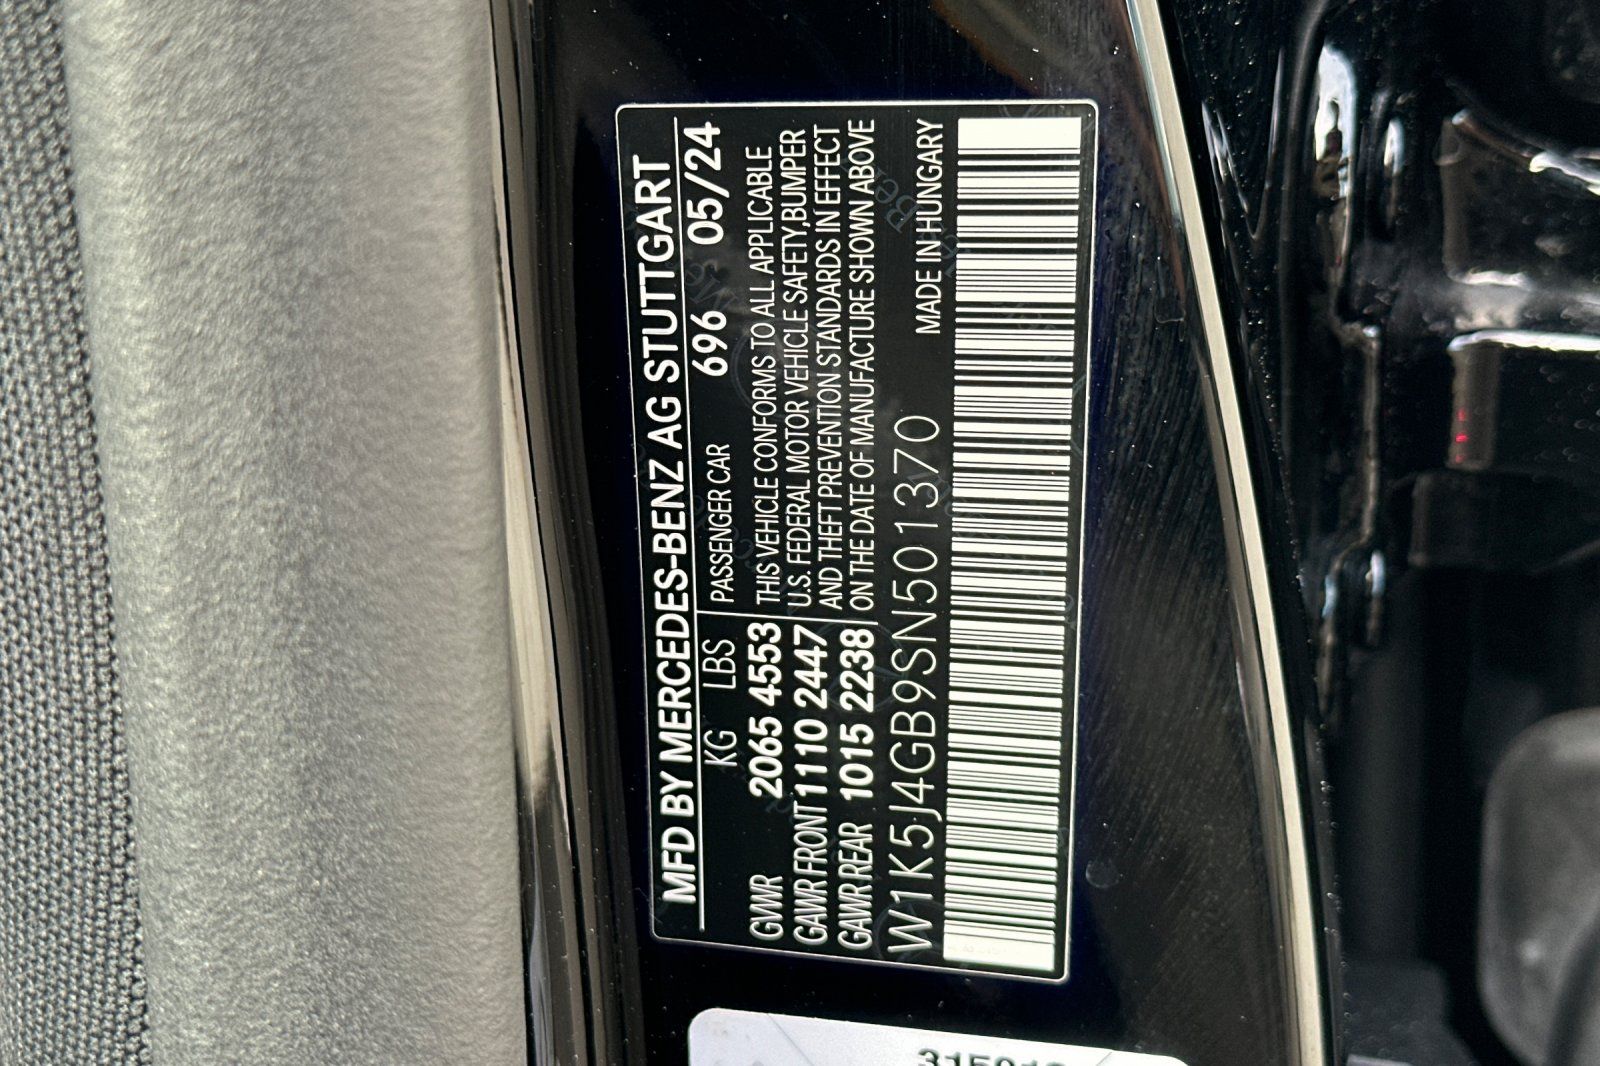 MFD BY MERCEDES-BENZ AG STUTTGART
KG LBS PASSENGER CAR 696 05/24
GVWR 2065 4553 THIS VEHICLE CONFORMS TO ALL APPLICABLE
GAWR FRONT 1110 2447 U.S. FEDERAL MOTOR VEHICLE SAFETY,BUMPER
AND THEFT PREVENTION STANDARDS IN EFFECT
GAWR REAR 1015 2238 ON THE DATE OF MANUFACTURE SHOWN ABOVE
W1K5J4GB9SN501370 MADE IN HUNGARY